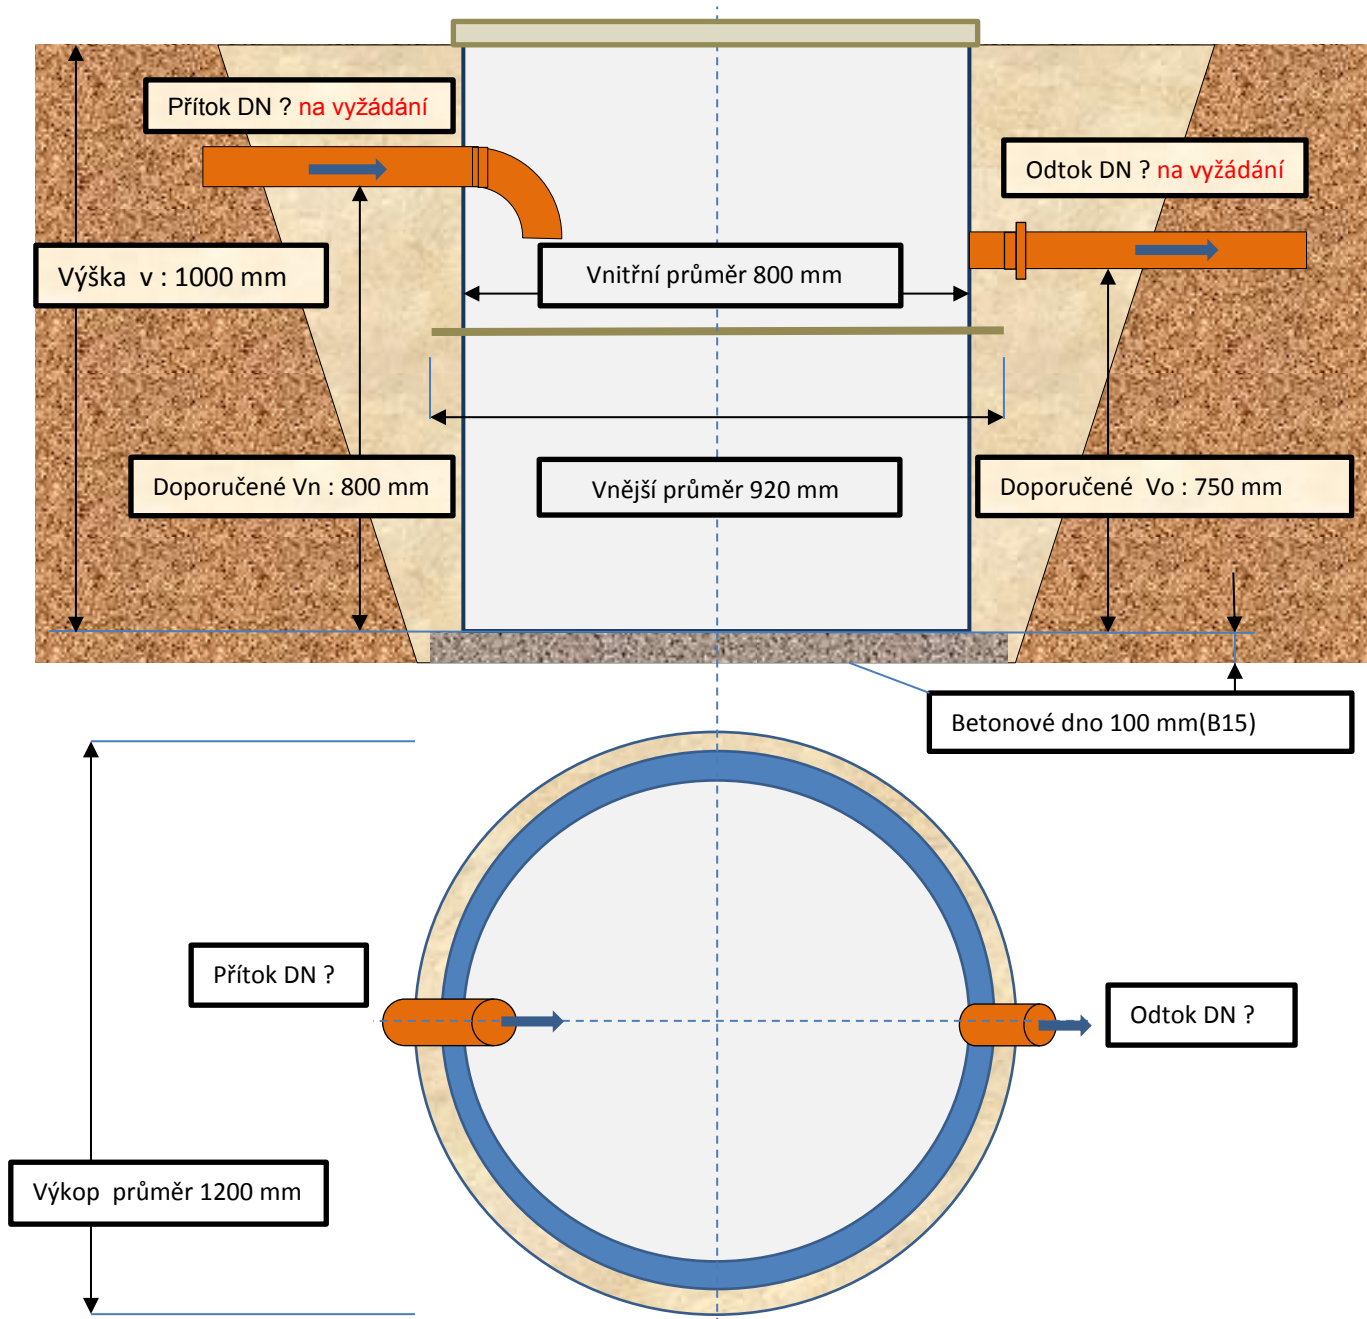 Přítok DN ? na vyžádání
Odtok DN ? na vyžádání
Výška v : 1000 mm
Vnitřní průměr 800 mm
Doporučené Vn : 800 mm
Vnější průměr 920 mm
Doporučené Vo : 750 mm
Betonové dno 100 mm(B15)
Přítok DN ?
Odtok DN ?
Výkop průměr 1200 mm